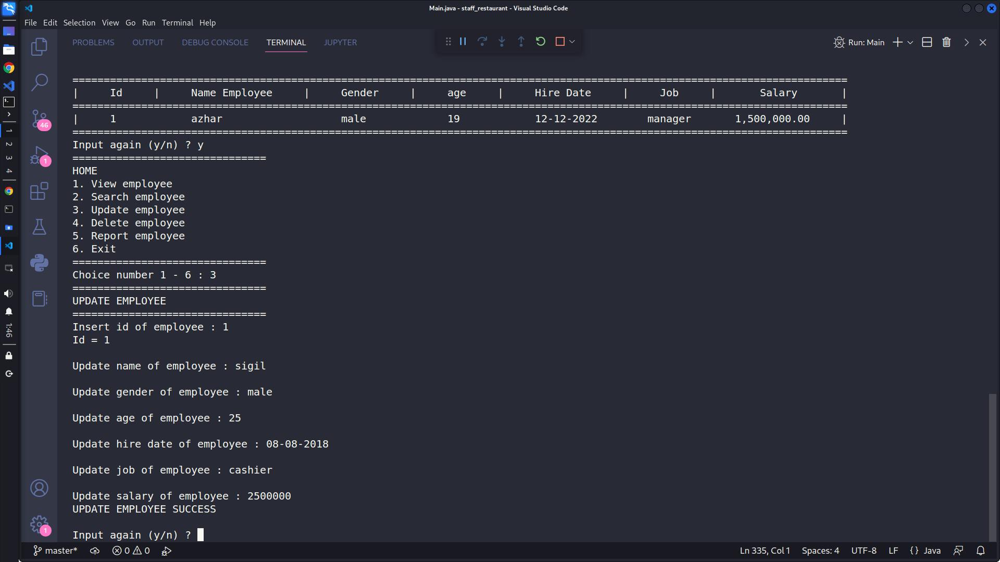 Main.java - staff_restaurant - Visual Studio Code
File Edit Selection View Go Run Terminal Help
PROBLEMS OUTPUT DEBUG CONSOLE TERMINAL JUPYTER Run: Main
============================================================================================================================
| Id | Name Employee | Gender | age | Hire Date | Job | Salary |
============================================================================================================================
| 1 azhar male 19 12-12-2022 manager 1,500,000.00 |
============================================================================================================================
Input again (y/n) ? y
===============================
HOME
1. View employee
2. Search employee
3. Update employee
4. Delete employee
5. Report employee
6. Exit
===============================
Choice number 1 - 6 : 3
===============================
UPDATE EMPLOYEE
===============================
Insert id of employee : 1
Id = 1
Update name of employee : sigil
Update gender of employee : male
Update age of employee : 25
Update hire date of employee : 08-08-2018
Update job of employee : cashier
Update salary of employee : 2500000
UPDATE EMPLOYEE SUCCESS
Input again (y/n) ?
46
1
1
1
2
3
4
1:46
master* 0 0 Ln 335, Col 1 Spaces: 4 UTF-8 LF {} Java